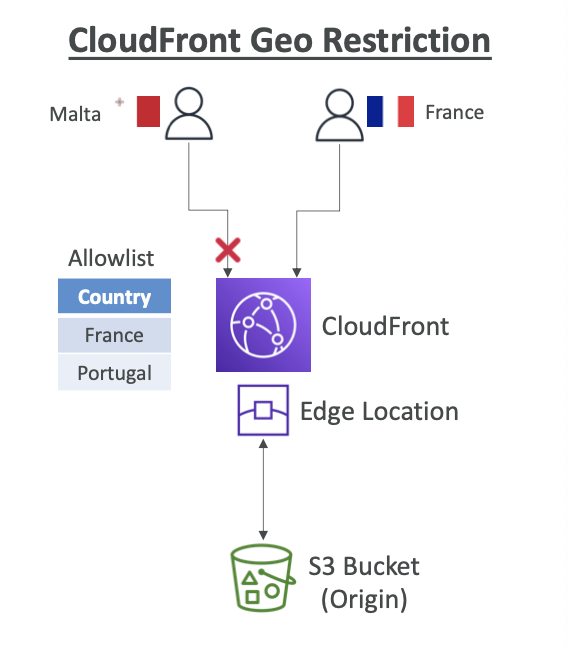 CloudFront Geo Restriction
Malta
France
Allowlist
Country
France
Portugal
CloudFront
Edge Location
S3 Bucket
(Origin)